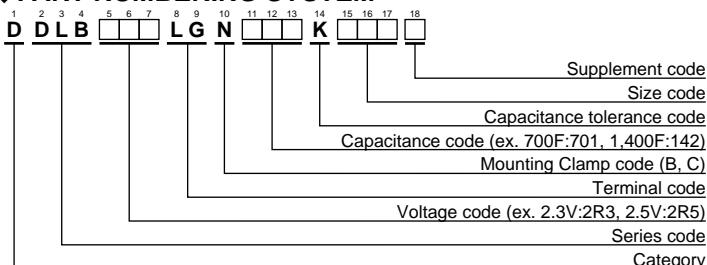 PART NUMBERING SYSTEM
1 2 3 4 5 6 7 8 9 10 11 12 13 14 15 16 17 18
D D L B □□□ L G N □□□ K □□□ □
Supplement code
Size code
Capacitance tolerance code
Capacitance code (ex. 700F:701, 1,400F:142)
Mounting Clamp code (B, C)
Terminal code
Voltage code (ex. 2.3V:2R3, 2.5V:2R5)
Series code
Category